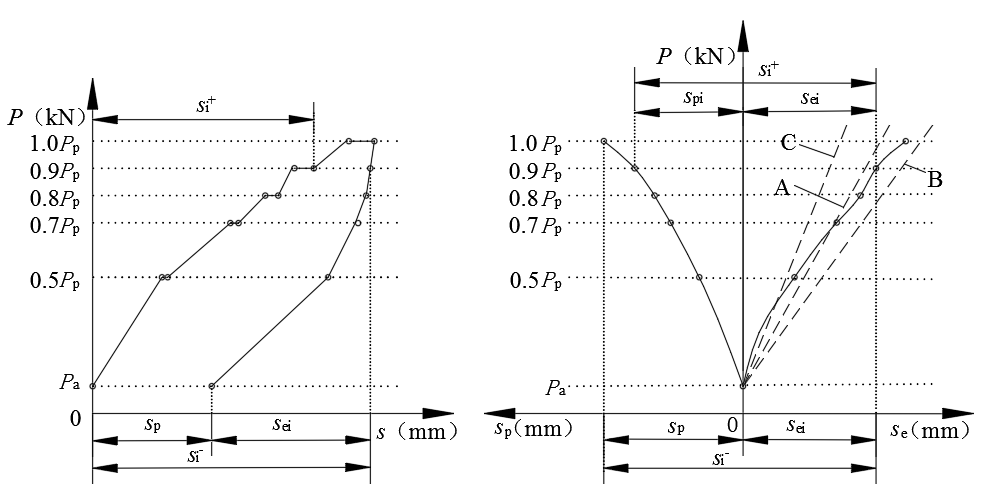 P（kN）
si+
1.0Pp
0.9Pp
0.8Pp
0.7Pp
0.5Pp
Pa
0
sp
sei
s（mm）
si-
P（kN）
si+
spi
sei
1.0Pp
0.9Pp
0.8Pp
0.7Pp
0.5Pp
Pa
C
A
B
sp(mm)
sp
0
sei
se(mm)
si-